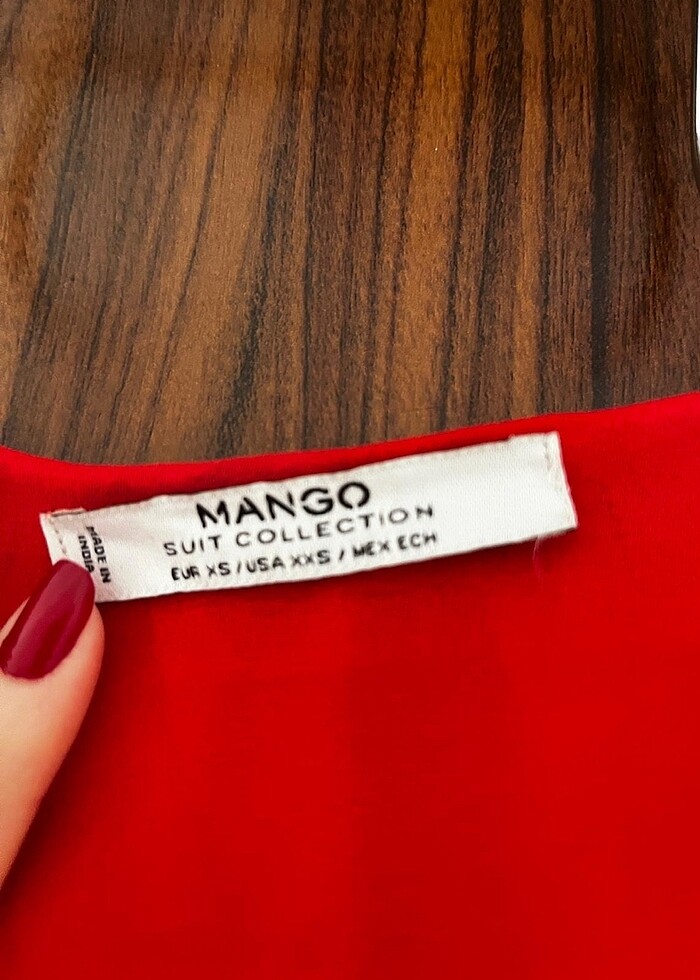 MANGO
SUIT COLLECTION
EUR XS / USA XXS / MEX ECH
MADE IN
INDIA